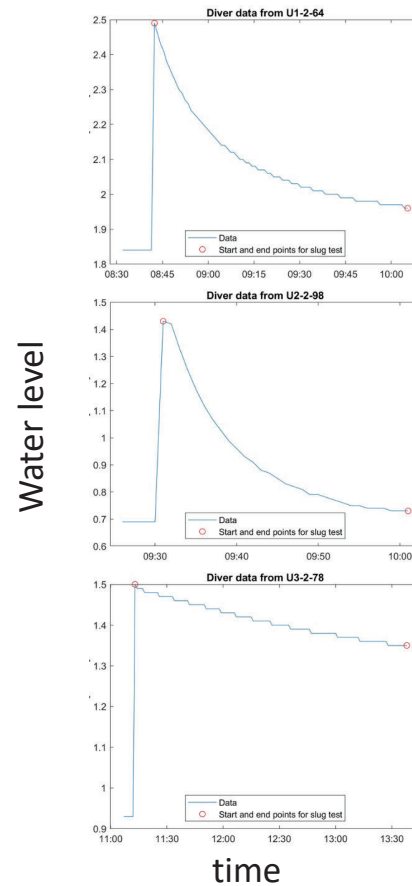 Diver data from U1-2-64
2.5
2.4
2.3
2.2
2.1
2
1.9
1.8
Data
Start and end points for slug test
08:30 08:45 09:00 09:15 09:30 09:45 10:00
Diver data from U2-2-98
1.5
1.4
1.3
1.2
1.1
1
0.9
0.8
0.7
0.6
Data
Start and end points for slug test
09:30 09:40 09:50 10:00
Water level
Diver data from U3-2-78
1.5
1.4
1.3
1.2
1.1
1
0.9
Data
Start and end points for slug test
11:00 11:30 12:00 12:30 13:00 13:30
time